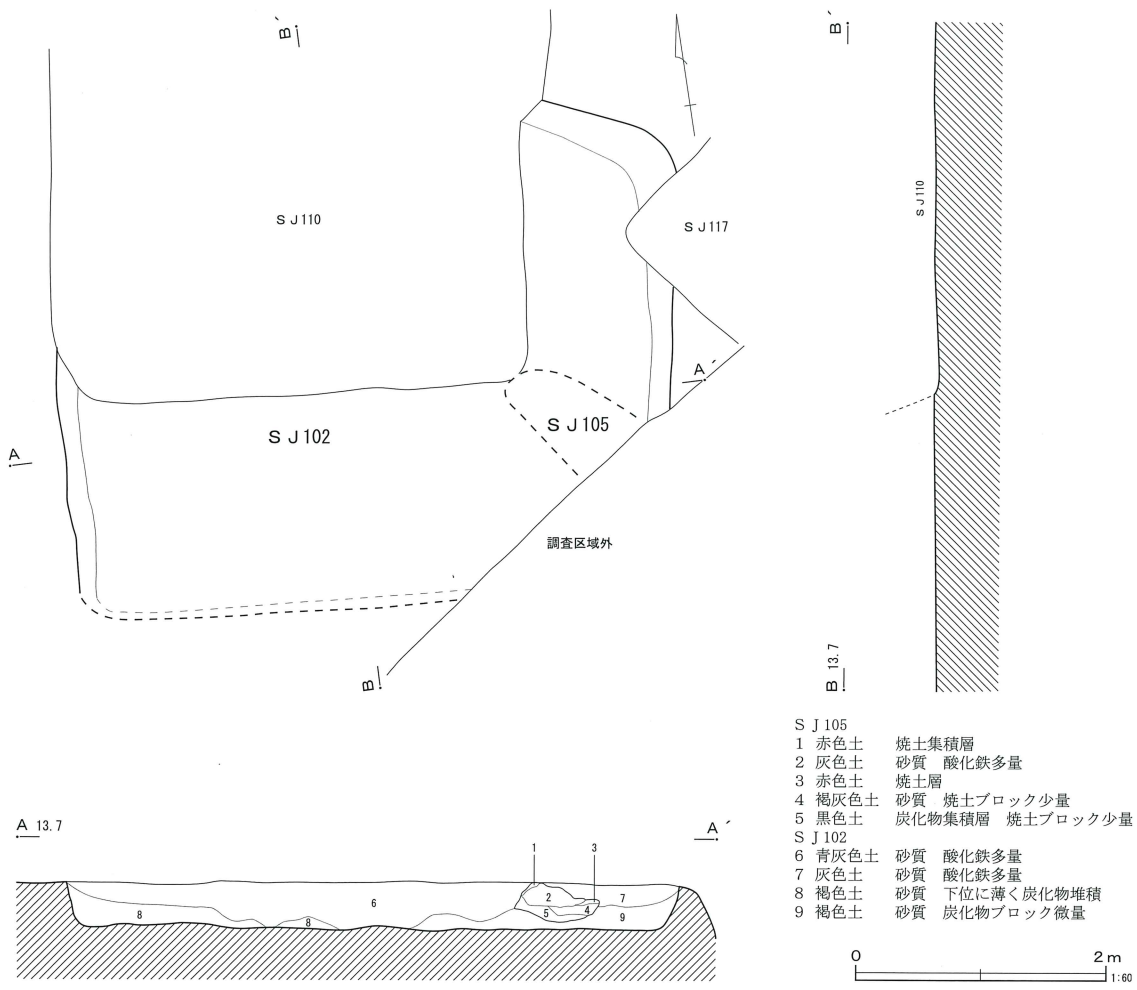 B´
B´
SJ110
SJ117
SJ110
A´
SJ102
SJ105
A
調査区域外
B
B 13.7
SJ105
1 赤色土 焼土集積層
2 灰色土 砂質 酸化鉄多量
3 赤色土 焼土層
4 褐灰色土 砂質 焼土ブロック少量
5 黒色土 炭化物集積層 焼土ブロック少量
SJ102
6 青灰色土 砂質 酸化鉄多量
7 灰色土 砂質 酸化鉄多量
8 褐色土 砂質 下位に薄く炭化物堆積
9 褐色土 砂質 炭化物ブロック微量
A 13.7
A´
1
3
2
7
6
8
5
4
9
8
0
2m
1:60